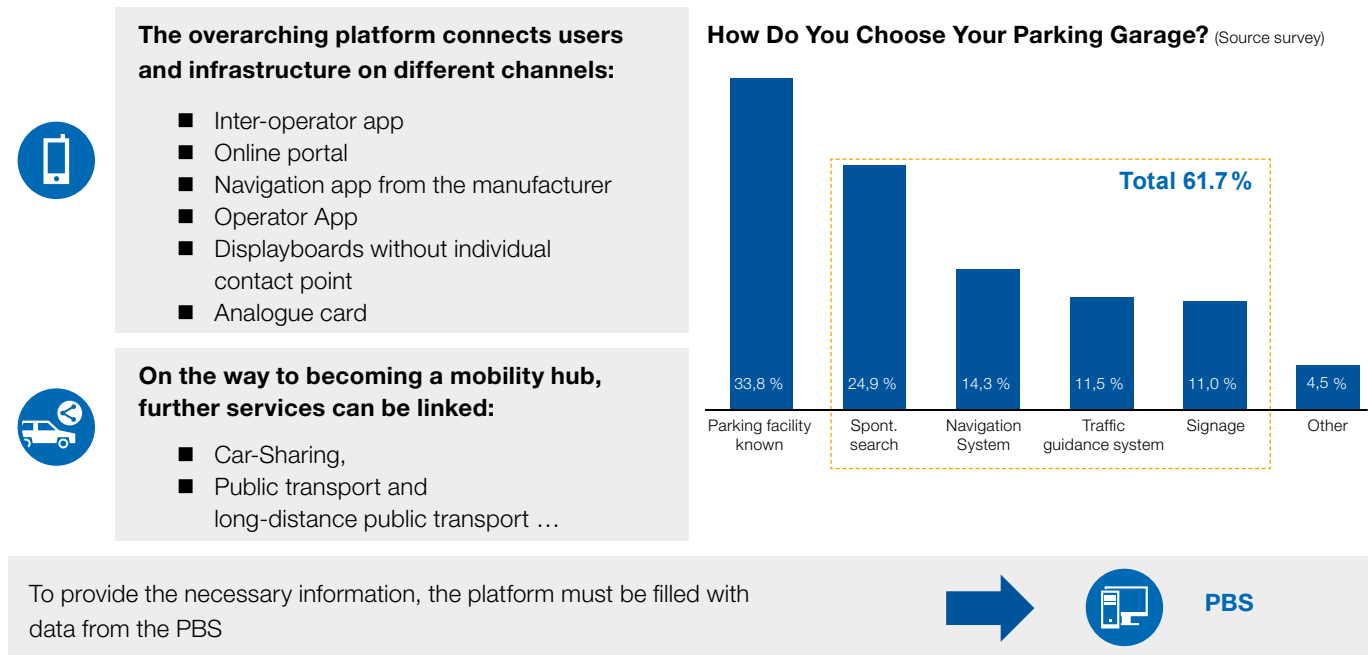 The overarching platform connects users
and infrastructure on different channels:
■ Inter-operator app
■ Online portal
■ Navigation app from the manufacturer
■ Operator App
■ Displayboards without individual
contact point
■ Analogue card
On the way to becoming a mobility hub,
further services can be linked:
■ Car-Sharing,
■ Public transport and
long-distance public transport …
How Do You Choose Your Parking Garage? (Source survey)
Total 61.7 %
33,8 %
24,9 %
14,3 %
11,5 %
11,0 %
4,5 %
Parking facility
known
Spont.
search
Navigation
System
Traffic
guidance system
Signage
Other
To provide the necessary information, the platform must be filled with
data from the PBS
PBS